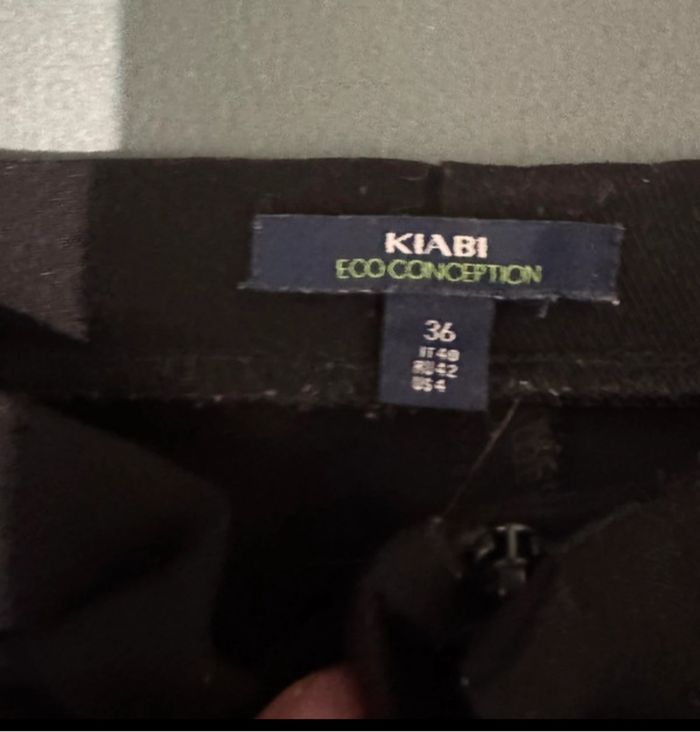 KIABI
ECO CONCEPTION
36
IT 40
RU 42
US 4